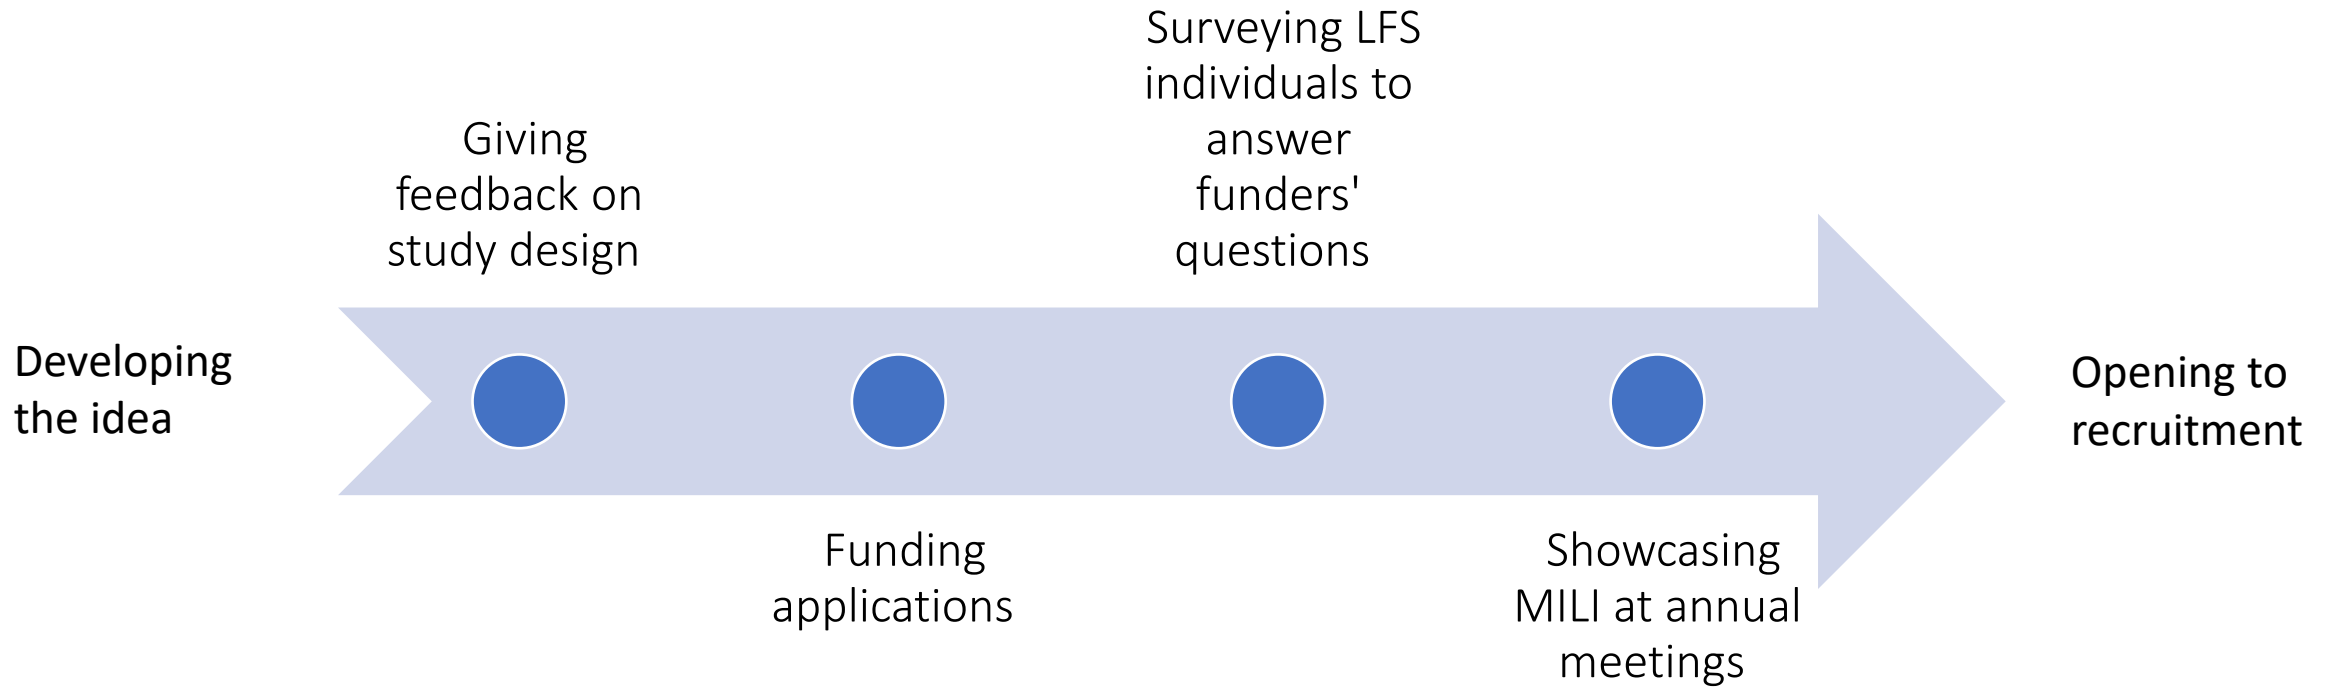 Developing
the idea
Giving
feedback on
study design
Funding
applications
Surveying LFS
individuals to
answer
funders'
questions
Showcasing
MILI at annual
meetings
Opening to
recruitment